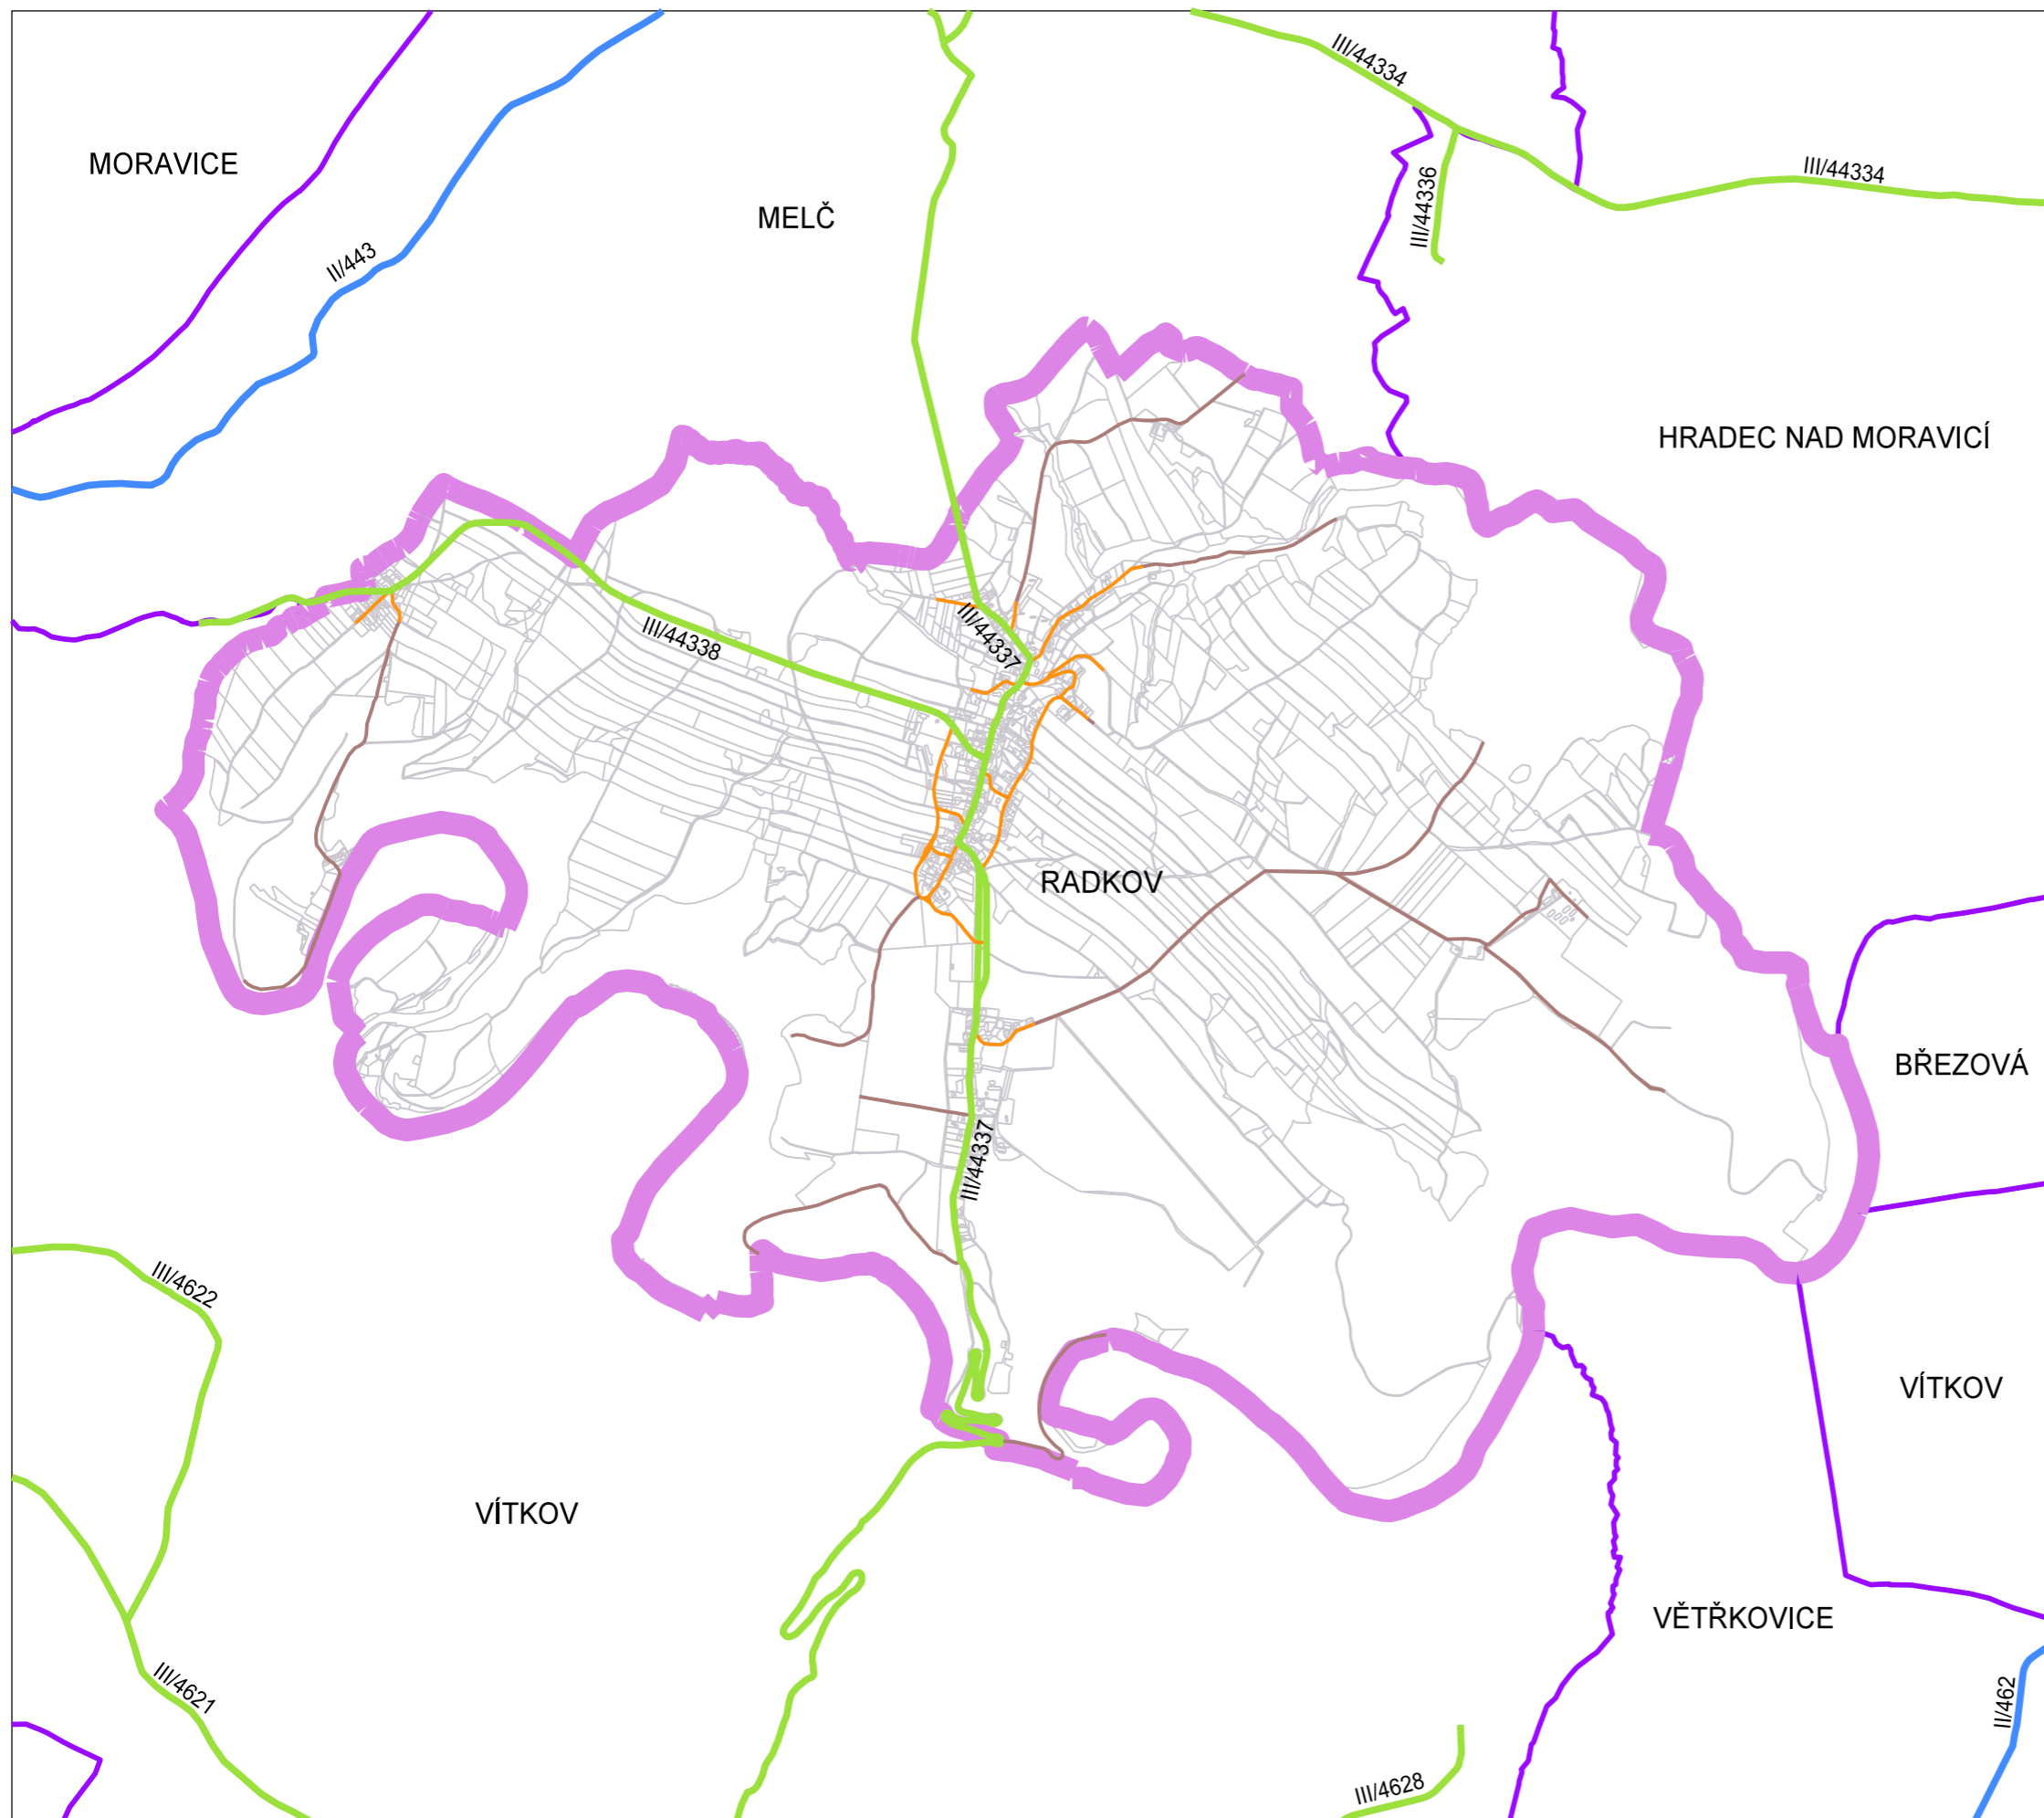 III/44334
MORAVICE
III/44334
MELČ
III/44336
II/443
HRADEC NAD MORAVICÍ
III/44338
III/44337
RADKOV
BŘEZOVÁ
III/44337
III/4622
VÍTKOV
VÍTKOV
VĚTŘKOVICE
III/4621
II/462
III/4628